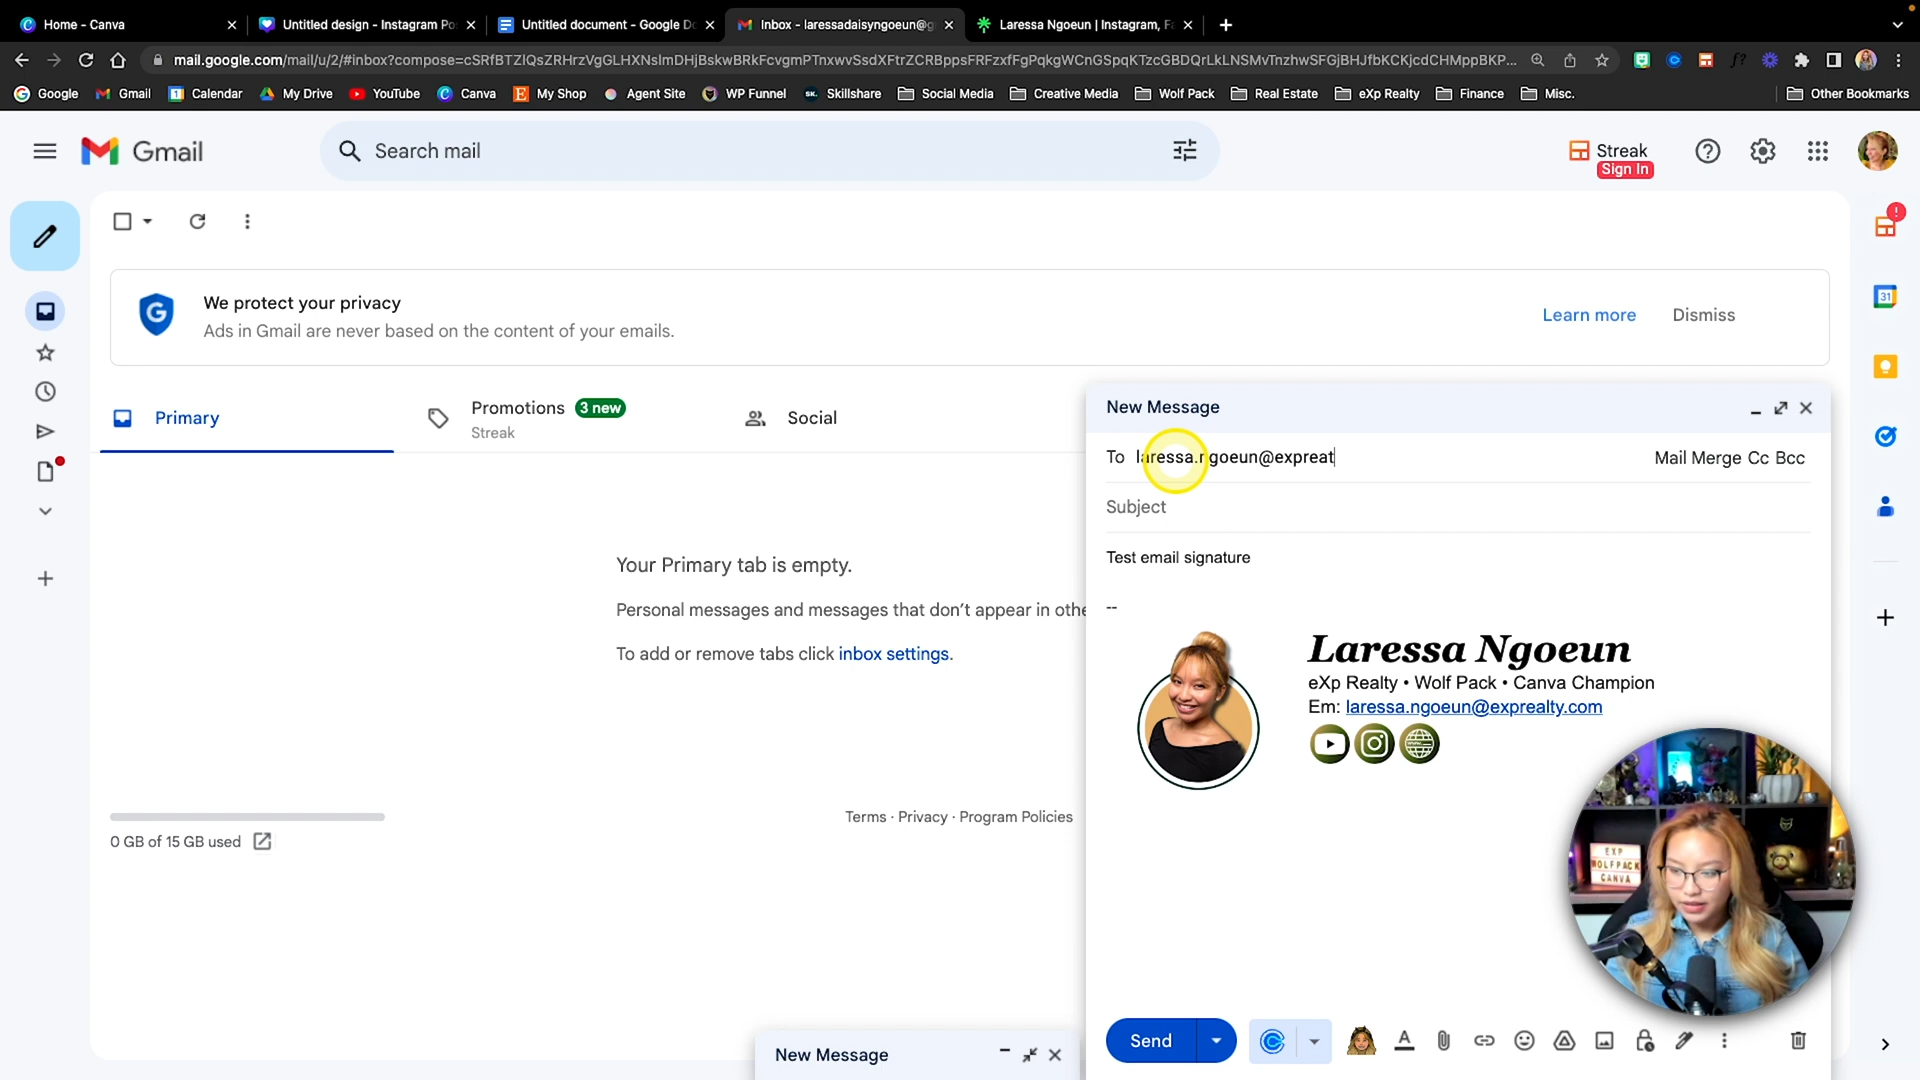 Home - Canva
Untitled design - Instagram Po
Untitled document - Google Do
Inbox - laressadaisyngoeun@g
Laressa Ngoeun | Instagram, Fa
mail.google.com/mail/u/2/#inbox?compose=cSRfBTZlQsZRHrzVgGLHXNslmDHjBskwBRkFcvgmPTnxwvSsdXFtrZCRBppsFRFzxfFgPqkgWCnGSpqKTzcGBDQrLkLNSMvTnzhwSFGjBHJfbKCKjcdCHMppBKP...
Google
Gmail
Calendar
My Drive
YouTube
Canva
My Shop
Agent Site
WP Funnel
Skillshare
Social Media
Creative Media
Wolf Pack
Real Estate
eXp Realty
Finance
Misc.
Other Bookmarks
Gmail
Search mail
Streak
Sign In
We protect your privacy
Ads in Gmail are never based on the content of your emails.
Learn more
Dismiss
Primary
Promotions 3 new
Streak
Social
Your Primary tab is empty.
Personal messages and messages that don't appear in othe
To add or remove tabs click inbox settings.
0 GB of 15 GB used
Terms · Privacy · Program Policies
New Message
To laressa.ngoeun@expreat
Mail Merge Cc Bcc
Subject
Test email signature
--
Laressa Ngoeun
eXp Realty • Wolf Pack • Canva Champion
Em: laressa.ngoeun@exprealty.com
EXP
WOLFPACK
CANVA
Send
New Message